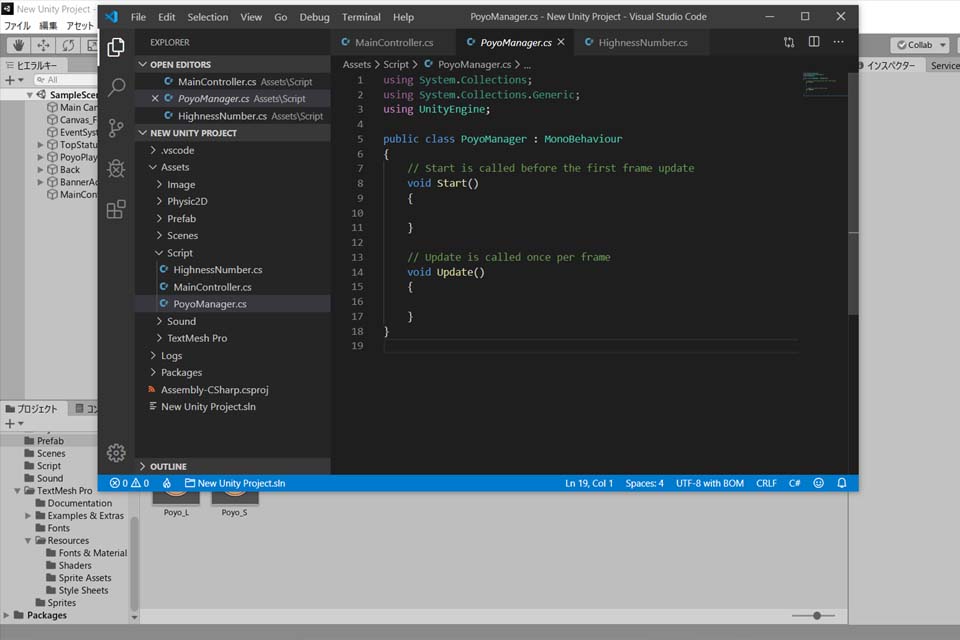 New Unity Project
ファイル 編集 アセット
Collab
ヒエラルキー
All
インスペクター
Service
SampleScen
Main Can
Canvas_F
EventSyst
TopStatu
PoyoPlay
Back
BannerAd
MainCon
File Edit Selection View Go Debug Terminal Help
PoyoManager.cs - New Unity Project - Visual Studio Code
EXPLORER
OPEN EDITORS
MainController.cs Assets\Script
PoyoManager.cs Assets\Script
HighnessNumber.cs Assets\Script
NEW UNITY PROJECT
.vscode
Assets
Image
Physic2D
Prefab
Scenes
Script
HighnessNumber.cs
MainController.cs
PoyoManager.cs
Sound
TextMesh Pro
Logs
Packages
Assembly-CSharp.csproj
New Unity Project.sln
OUTLINE
MainController.cs PoyoManager.cs HighnessNumber.cs
Assets > Script > PoyoManager.cs > ...
1 using System.Collections;
2 using System.Collections.Generic;
3 using UnityEngine;
4
5 public class PoyoManager : MonoBehaviour
6 {
7 // Start is called before the first frame update
8 void Start()
9 {
10
11 }
12
13 // Update is called once per frame
14 void Update()
15 {
16
17 }
18 }
19
0 0 New Unity Project.sln Ln 19, Col 1 Spaces: 4 UTF-8 with BOM CRLF C#
プロジェクト
コン
Prefab
Scenes
Script
Sound
TextMesh Pro
Documentation
Examples & Extras
Fonts
Resources
Fonts & Material
Shaders
Sprite Assets
Style Sheets
Sprites
Packages
Poyo_L Poyo_S